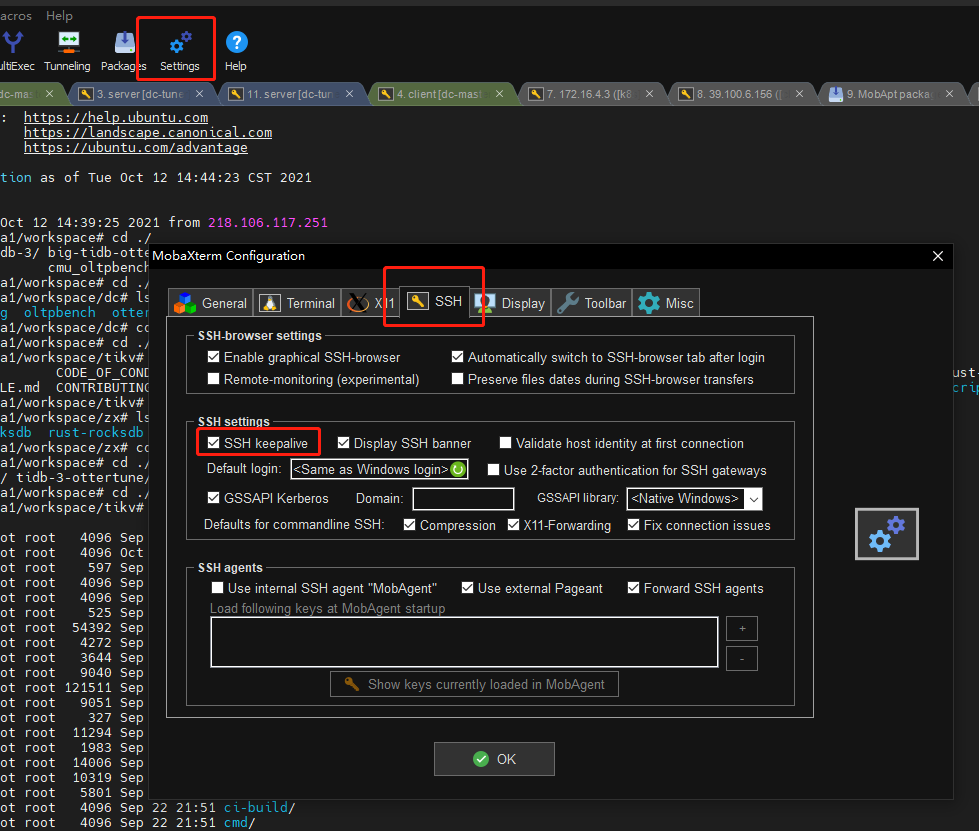 acros Help
ultiExec Tunneling Packages Settings Help
dc-mas 3. server [dc-tune 11. server [dc-tun 4. client [dc-mast 7. 172.16.4.3 ([k8 8. 39.100.6.156 ( 9. MobApt packa
: https://help.ubuntu.com
https://landscape.canonical.com
https://ubuntu.com/advantage
tion as of Tue Oct 12 14:44:23 CST 2021
Oct 12 14:39:25 2021 from 218.106.117.251
a1/workspace# cd ./
db-3/ big-tidb-otte
cmu_oltpbench
a1/workspace# cd ./
a1/workspace/dc# ls
g oltpbench otter
a1/workspace/dc# cd
a1/workspace# cd ./
a1/workspace/tikv#
CODE_OF_COND
LE.md CONTRIBUTING
a1/workspace/tikv#
a1/workspace/zx# ls
ksdb rust-rocksdb
a1/workspace/zx# cd
a1/workspace# cd ./
/ tidb-3-ottertune/
a1/workspace# cd ./
a1/workspace/tikv#
ot root 4096 Sep
ot root 4096 Oct
ot root 597 Sep
ot root 4096 Sep
ot root 4096 Sep
ot root 525 Sep
ot root 54392 Sep
ot root 4272 Sep
ot root 3644 Sep
ot root 9040 Sep
ot root 121511 Sep
ot root 9051 Sep
ot root 327 Sep
ot root 11294 Sep
ot root 1983 Sep
ot root 14006 Sep
ot root 10319 Sep
ot root 5801 Sep
ot root 4096 Sep 22 21:51 ci-build/
ot root 4096 Sep 22 21:51 cmd/
ust-
crip
MobaXterm Configuration
General Terminal X11 SSH Display Toolbar Misc
SSH-browser settings
Enable graphical SSH-browser Automatically switch to SSH-browser tab after login
Remote-monitoring (experimental) Preserve files dates during SSH-browser transfers
SSH settings
SSH keepalive Display SSH banner Validate host identity at first connection
Default login: <Same as Windows login> Use 2-factor authentication for SSH gateways
GSSAPI Kerberos Domain: GSSAPI library: <Native Windows>
Defaults for commandline SSH: Compression X11-Forwarding Fix connection issues
SSH agents
Use internal SSH agent "MobAgent" Use external Pageant Forward SSH agents
Load following keys at MobAgent startup
+
-
Show keys currently loaded in MobAgent
OK